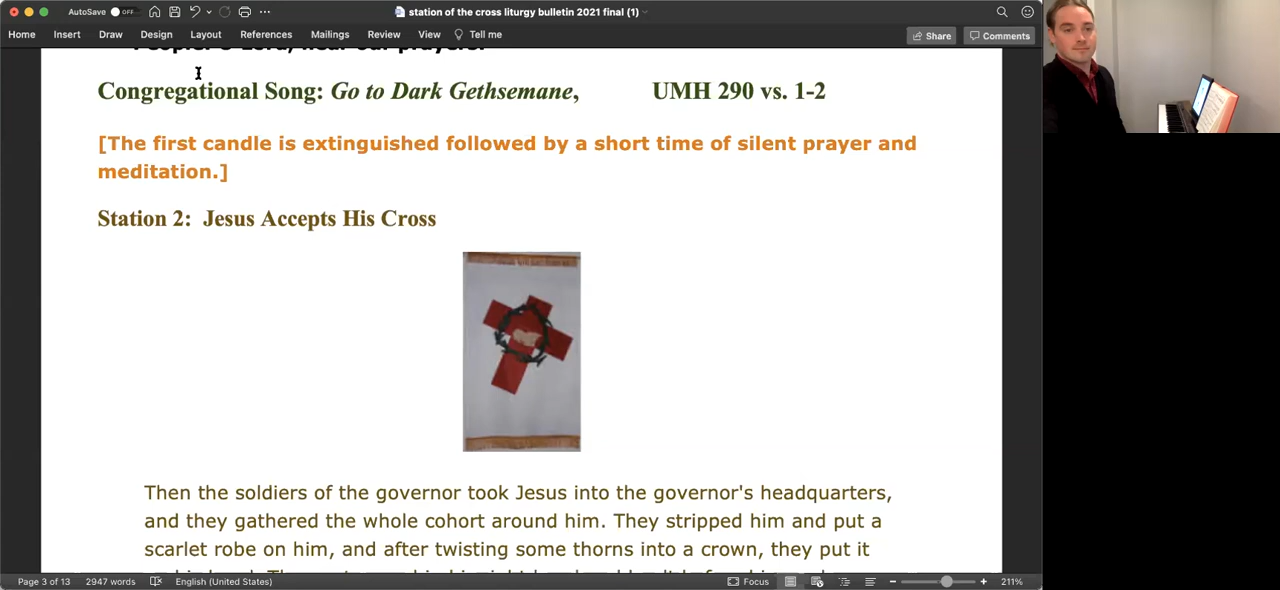 AutoSave OFF
station of the cross liturgy bulletin 2021 final (1)
Home Insert Draw Design Layout References Mailings Review View Tell me Share Comments
People: O Lord, hear our prayers.
Congregational Song: Go to Dark Gethsemane, UMH 290 vs. 1-2
[The first candle is extinguished followed by a short time of silent prayer and
meditation.]
Station 2: Jesus Accepts His Cross
Then the soldiers of the governor took Jesus into the governor's headquarters,
and they gathered the whole cohort around him. They stripped him and put a
scarlet robe on him, and after twisting some thorns into a crown, they put it
Page 3 of 13 2947 words English (United States) Focus 211%